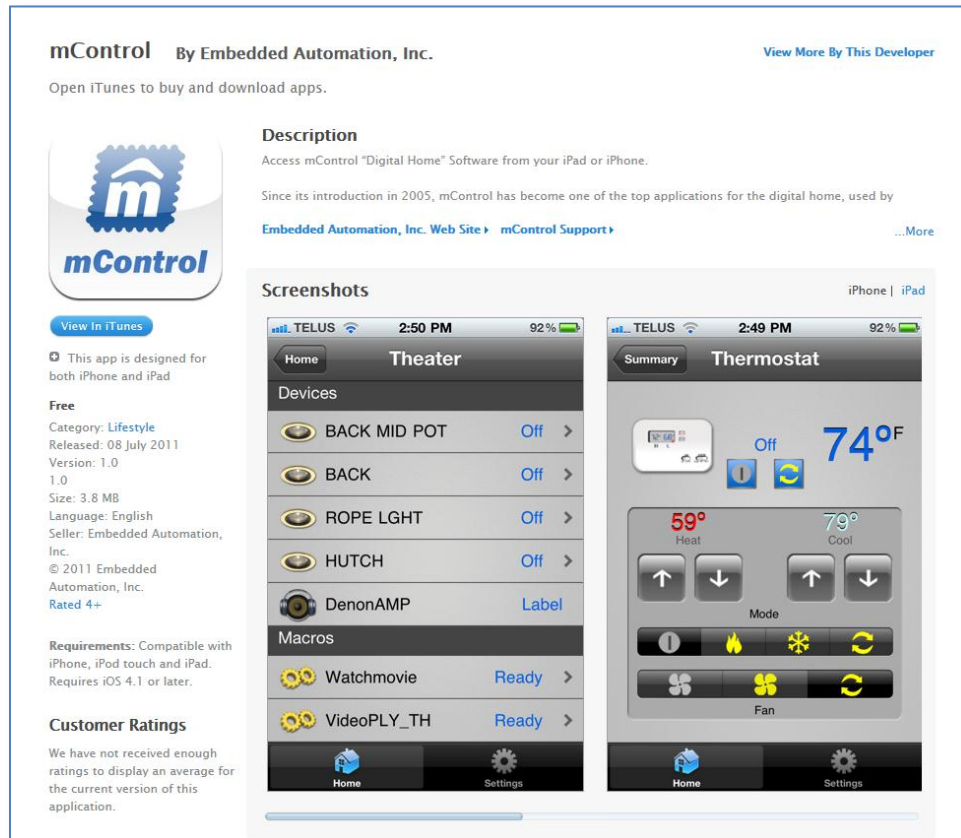 mControl By Embedded Automation, Inc.
View More By This Developer
Open iTunes to buy and download apps.
m
mControl
View In iTunes
This app is designed for
both iPhone and iPad
Free
Category: Lifestyle
Released: 08 July 2011
Version: 1.0
1.0
Size: 3.8 MB
Language: English
Seller: Embedded Automation,
Inc.
© 2011 Embedded
Automation, Inc.
Rated 4+
Requirements: Compatible with
iPhone, iPod touch and iPad.
Requires iOS 4.1 or later.
Customer Ratings
We have not received enough
ratings to display an average for
the current version of this
application.
Description
Access mControl "Digital Home" Software from your iPad or iPhone.
Since its introduction in 2005, mControl has become one of the top applications for the digital home, used by
Embedded Automation, Inc. Web Site mControl Support
...More
Screenshots
iPhone | iPad
TELUS 2:50 PM 92%
Home Theater
Devices
BACK MID POT Off
BACK Off
ROPE LGHT Off
HUTCH Off
DenonAMP Label
Macros
Watchmovie Ready
VideoPLY_TH Ready
Home Settings
TELUS 2:49 PM 92%
Summary Thermostat
Off 74°F
59° 79°
Heat Cool
Mode
Fan
Home Settings